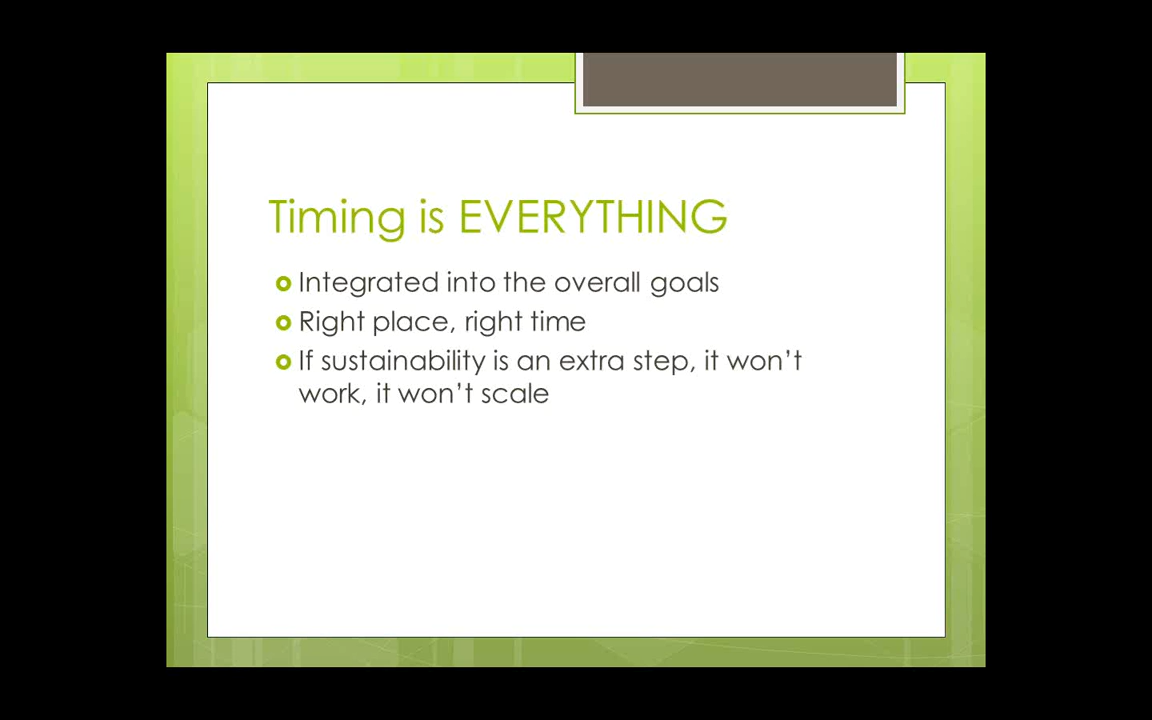 Timing is EVERYTHING
Integrated into the overall goals
Right place, right time
If sustainability is an extra step, it won’t
work, it won’t scale